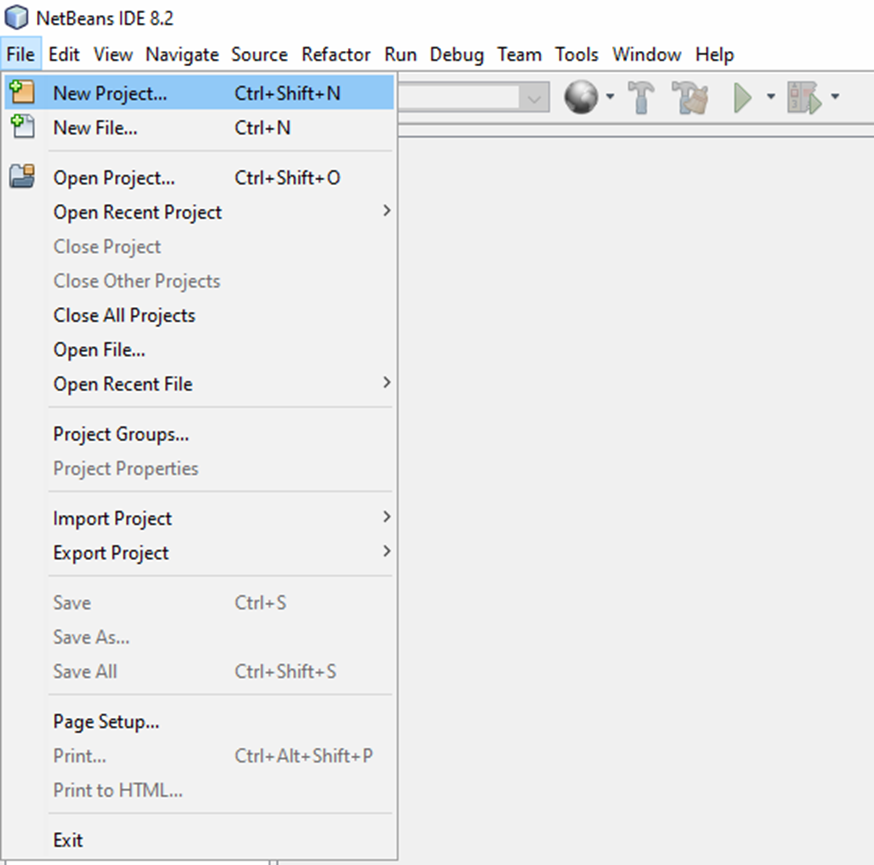 NetBeans IDE 8.2
File Edit View Navigate Source Refactor Run Debug Team Tools Window Help
New Project... Ctrl+Shift+N
New File... Ctrl+N
Open Project... Ctrl+Shift+O
Open Recent Project
Close Project
Close Other Projects
Close All Projects
Open File...
Open Recent File
Project Groups...
Project Properties
Import Project
Export Project
Save Ctrl+S
Save As...
Save All Ctrl+Shift+S
Page Setup...
Print... Ctrl+Alt+Shift+P
Print to HTML...
Exit